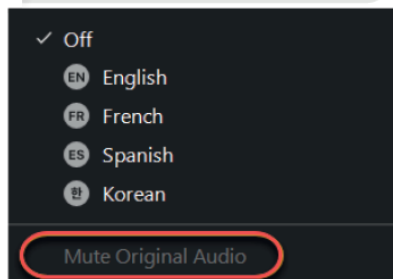 Off
EN English
FR French
ES Spanish
한 Korean
Mute Original Audio